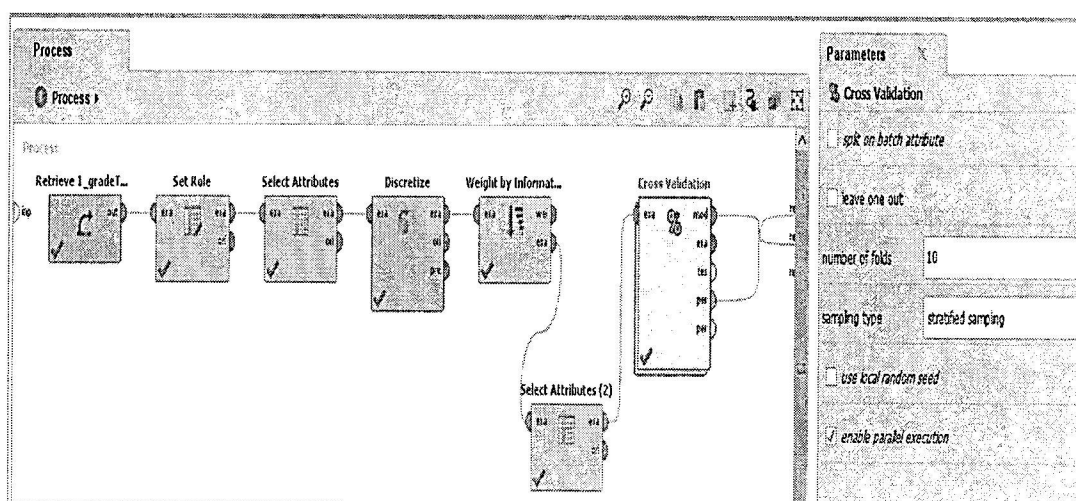 Process
Process
Parameters
Cross Validation
split on batch attribute
leave one out
number of folds 10
sampling type stratified sampling
use local random seed
enable parallel execution
Process
Retrieve 1_gradeT... Set Role Select Attributes Discretize Weight by Informat... Cross Validation
inp out exa exa exa exa exa exa exa wei exa mod
ori ori ori exa exa
pre tes
per
per
Select Attributes (2)
exa exa
ori